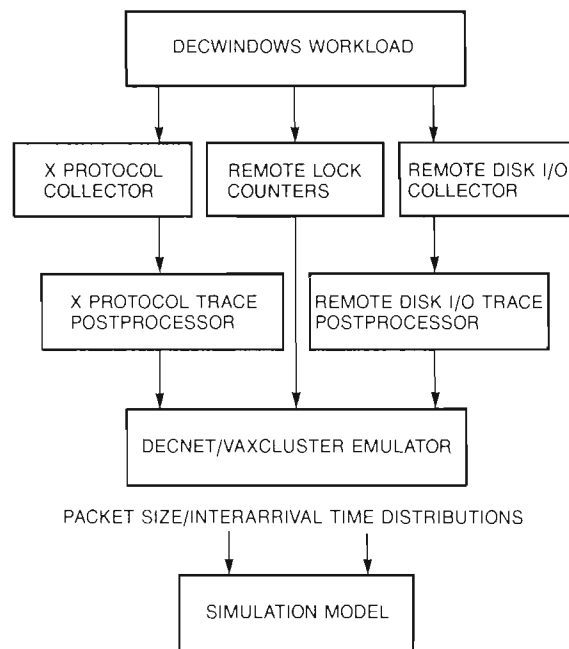 DECWINDOWS WORKLOAD
X PROTOCOL
COLLECTOR
REMOTE LOCK
COUNTERS
REMOTE DISK I/O
COLLECTOR
X PROTOCOL TRACE
POSTPROCESSOR
REMOTE DISK I/O TRACE
POSTPROCESSOR
DECNET/VAXCLUSTER EMULATOR
PACKET SIZE/INTERARRIVAL TIME DISTRIBUTIONS
SIMULATION MODEL